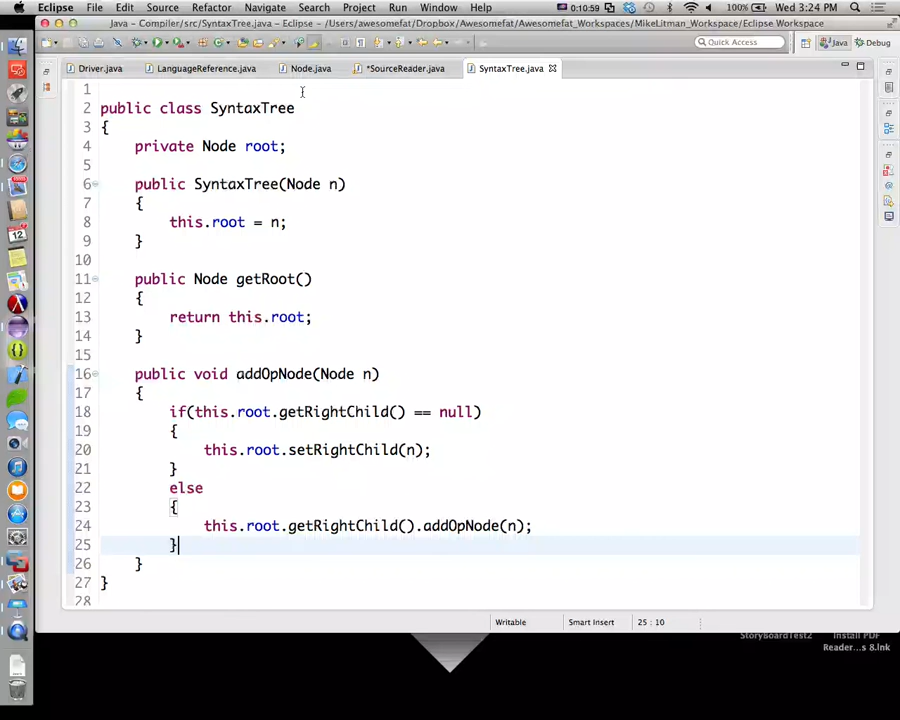 Eclipse File Edit Source Refactor Navigate Search Project Run Window Help 0:10:59 100% Wed 3:24 PM
Java - Compiler/src/SyntaxTree.java - Eclipse - /Users/awesomefat/Dropbox/Awesomefat_Workspaces/MikeLitman_Workspace/Eclipse Workspace
Quick Access Java Debug
Driver.java LanguageReference.java Node.java *SourceReader.java SyntaxTree.java
1
2 public class SyntaxTree
3 {
4 private Node root;
5
6 public SyntaxTree(Node n)
7 {
8 this.root = n;
9 }
10
11 public Node getRoot()
12 {
13 return this.root;
14 }
15
16 public void addOpNode(Node n)
17 {
18 if(this.root.getRightChild() == null)
19 {
20 this.root.setRightChild(n);
21 }
22 else
23 {
24 this.root.getRightChild().addOpNode(n);
25 }
26 }
27 }
28
Writable Smart Insert 25 : 10
StoryBoardTest2 Install PDF
Reader...s 8.lnk